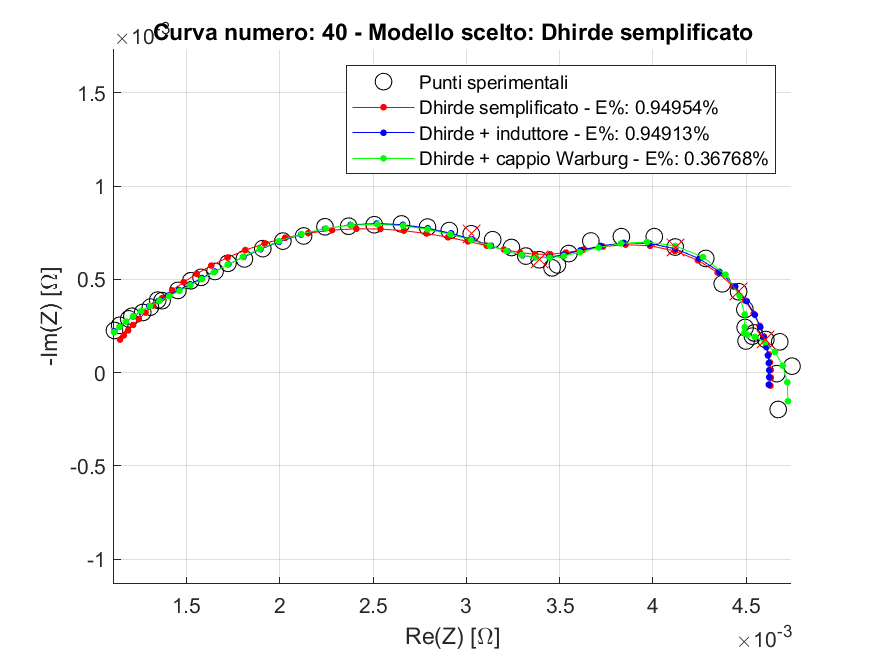 ×10-3
Curva numero: 40 - Modello scelto: Dhirde semplificato
Punti sperimentali
Dhirde semplificato - E%: 0.94954%
Dhirde + induttore - E%: 0.94913%
Dhirde + cappio Warburg - E%: 0.36768%
1.5
1
0.5
0
-0.5
-1
-Im(Z) [Ω]
1.5
2
2.5
3
3.5
4
4.5
Re(Z) [Ω]
×10-3